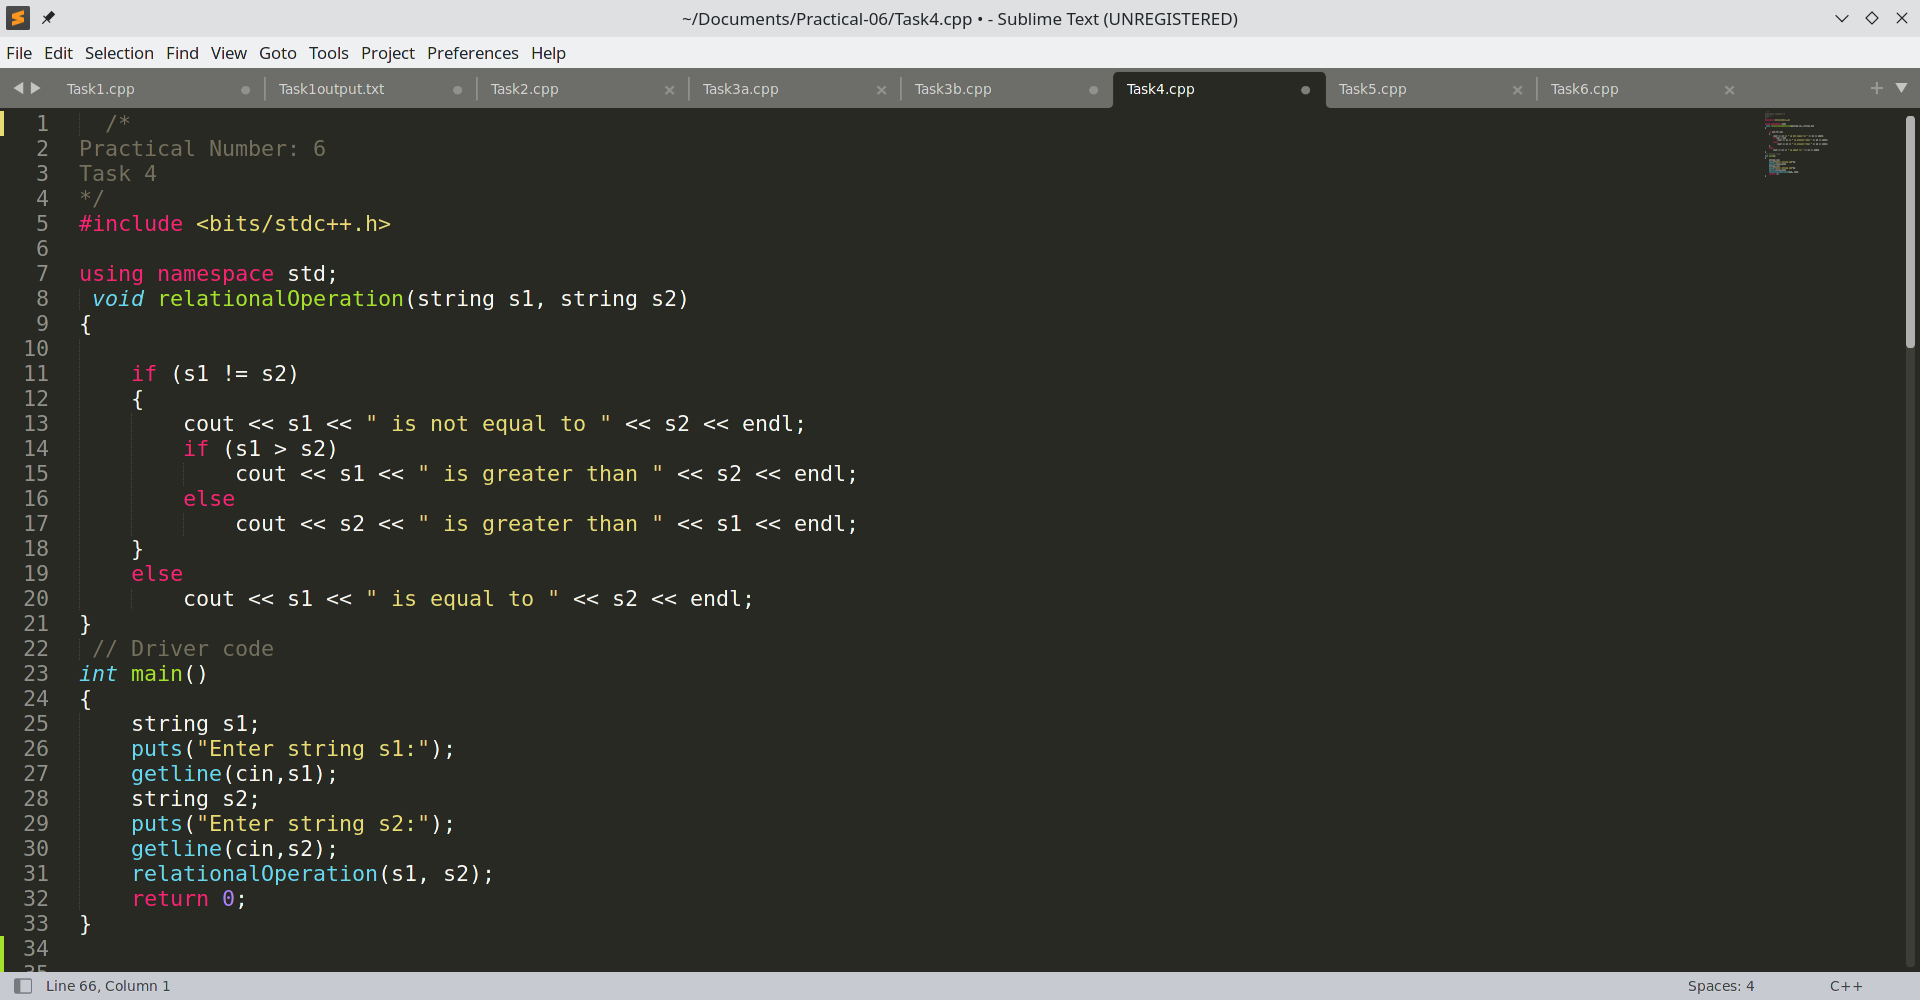 ~/Documents/Practical-06/Task4.cpp • - Sublime Text (UNREGISTERED)
File Edit Selection Find View Goto Tools Project Preferences Help
Task1.cpp Task1output.txt Task2.cpp Task3a.cpp Task3b.cpp Task4.cpp Task5.cpp Task6.cpp
1 /*
2 Practical Number: 6
3 Task 4
4 */
5 #include <bits/stdc++.h>
6
7 using namespace std;
8 void relationalOperation(string s1, string s2)
9 {
10
11 if (s1 != s2)
12 {
13 cout << s1 << " is not equal to " << s2 << endl;
14 if (s1 > s2)
15 cout << s1 << " is greater than " << s2 << endl;
16 else
17 cout << s2 << " is greater than " << s1 << endl;
18 }
19 else
20 cout << s1 << " is equal to " << s2 << endl;
21 }
22 // Driver code
23 int main()
24 {
25 string s1;
26 puts("Enter string s1:");
27 getline(cin,s1);
28 string s2;
29 puts("Enter string s2:");
30 getline(cin,s2);
31 relationalOperation(s1, s2);
32 return 0;
33 }
34
35
Line 66, Column 1 Spaces: 4 C++